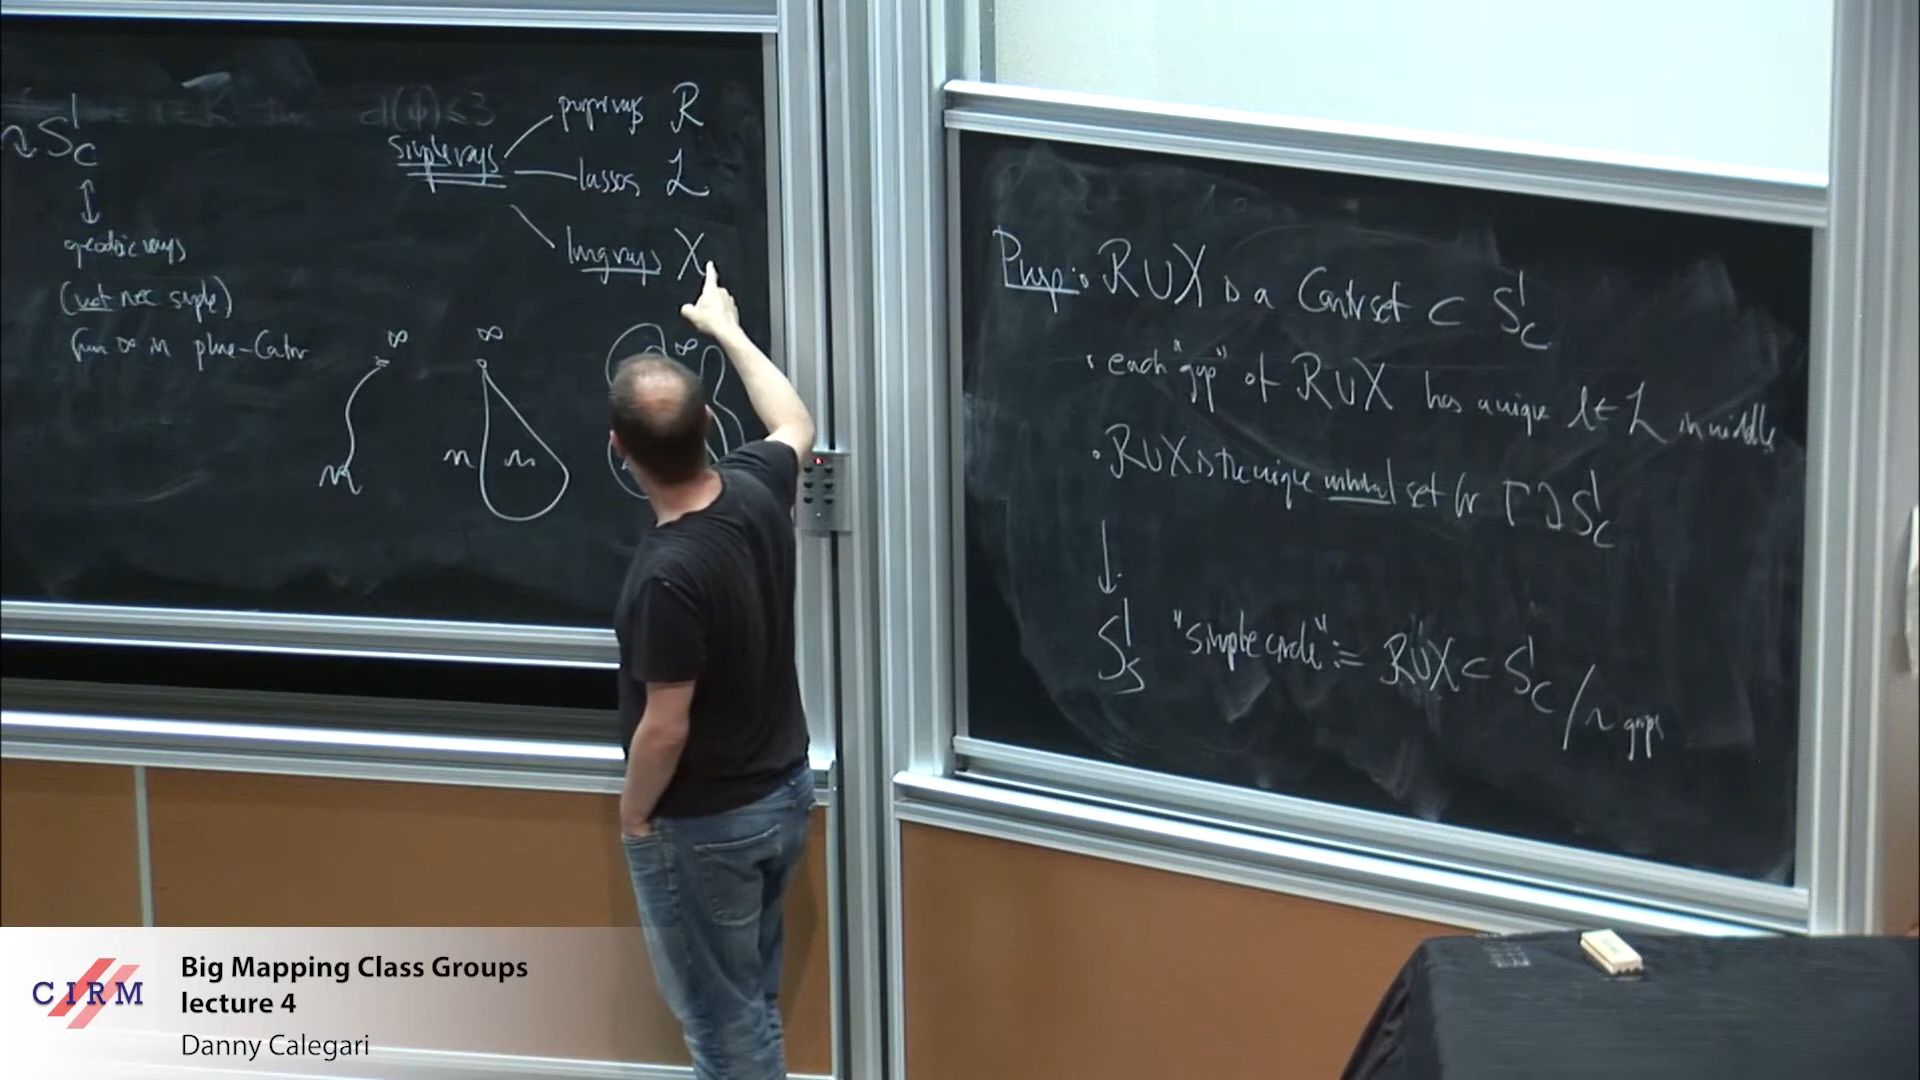 ↷ S¹_C
↕
geodesic rays
(not nec simple)
from ∞ in plane-Cantor
cl(φ) ≤ 3
simple rays
proper rays R
lassos L
long rays X
∞
∞
∞
Prop: • R∪X is a Cantor set ⊂ S¹_C
• each "gap" of R∪X has a unique l ∈ L in middle
• R∪X is the unique minimal set for Γ ↷ S¹_C
↓
S¹_S "simple circle" := R∪X ⊂ S¹_C / ~ gaps
CIRM
Big Mapping Class Groups
lecture 4
Danny Calegari